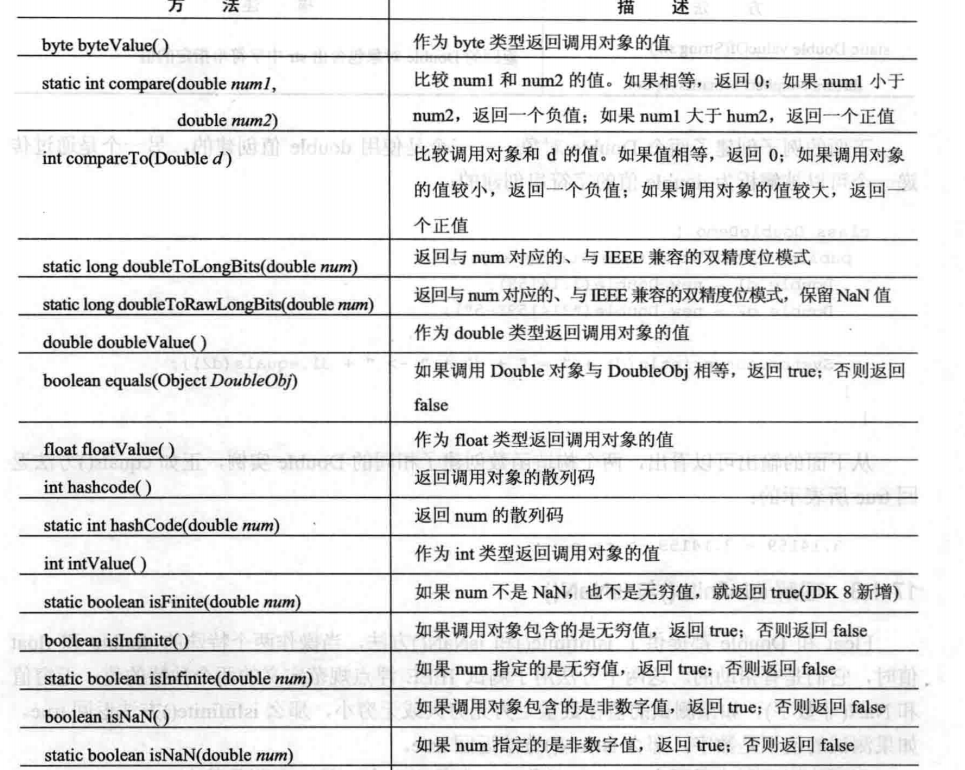 方 法 描 述
byte byteValue( ) 作为 byte 类型返回调用对象的值
static int compare(double num1, 比较 num1 和 num2 的值。如果相等，返回 0；如果 num1 小于
double num2) num2，返回一个负值；如果 num1 大于 hum2，返回一个正值
int compareTo(Double d) 比较调用对象和 d 的值。如果值相等，返回 0；如果调用对象
的值较小，返回一个负值；如果调用对象的值较大，返回一
个正值
static long doubleToLongBits(double num) 返回与 num 对应的、与 IEEE 兼容的双精度位模式
static long doubleToRawLongBits(double num) 返回与 num 对应的、与 IEEE 兼容的双精度位模式，保留 NaN 值
double doubleValue( ) 作为 double 类型返回调用对象的值
boolean equals(Object DoubleObj) 如果调用 Double 对象与 DoubleObj 相等，返回 true；否则返回
false
float floatValue( ) 作为 float 类型返回调用对象的值
int hashcode( ) 返回调用对象的散列码
static int hashCode(double num) 返回 num 的散列码
int intValue( ) 作为 int 类型返回调用对象的值
static boolean isFinite(double num) 如果 num 不是 NaN，也不是无穷值，就返回 true(JDK 8 新增)
boolean isInfinite( ) 如果调用对象包含的是无穷值，返回 true；否则返回 false
static boolean isInfinite(double num) 如果 num 指定的是无穷值，返回 true；否则返回 false
boolean isNaN( ) 如果调用对象包含的是非数字值，返回 true；否则返回 false
static boolean isNaN(double num) 如果 num 指定的是非数字值，返回 true；否则返回 false